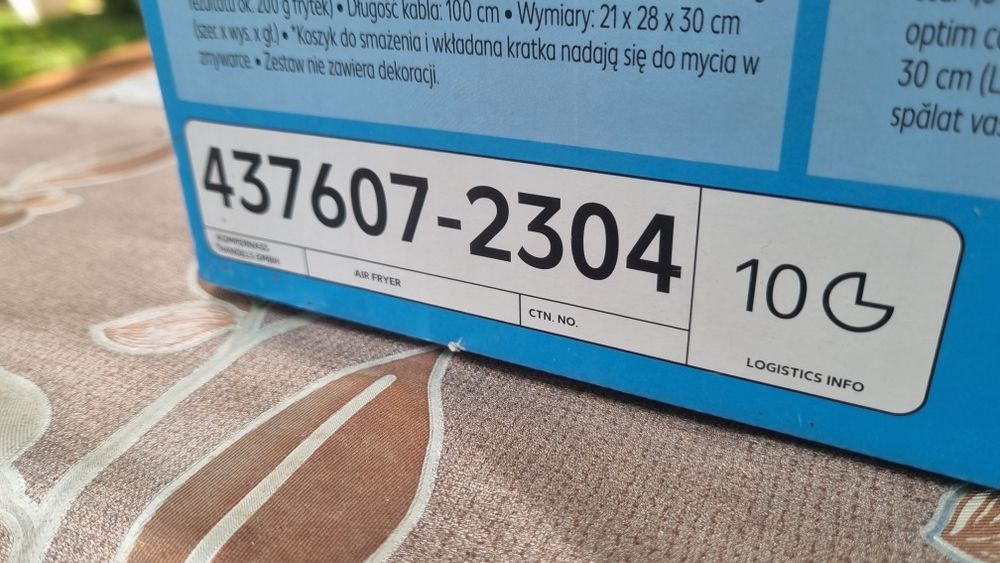 rezultatu ok. 200 g frytek) • Długość kabla: 100 cm • Wymiary: 21 x 28 x 30 cm
(szer. x wys. x gł.) • *Koszyk do smażenia i wkładana kratka nadają się do mycia w
zmywarce. • Zestaw nie zawiera dekoracji.
optim
30 cm (L
spălat va
437607-2304
KOMPERNASS
HANDELS GMBH
AIR FRYER
CTN. NO.
10
LOGISTICS INFO